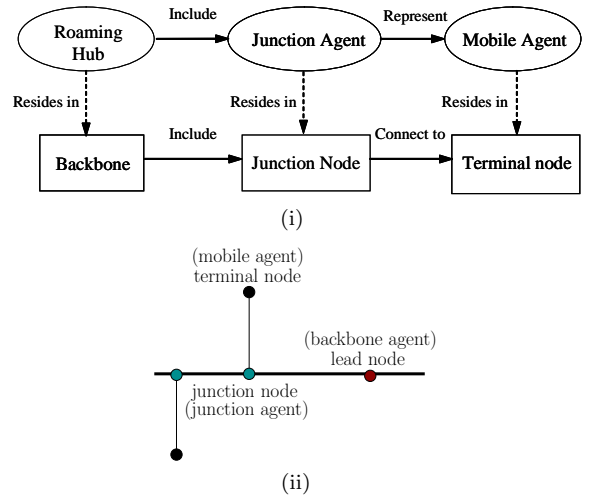 Include
Represent
Roaming
Hub
Junction Agent
Mobile Agent
Resides in
Resides in
Resides in
Include
Connect to
Backbone
Junction Node
Terminal node
(i)
(mobile agent)
terminal node
(backbone agent)
lead node
junction node
(junction agent)
(ii)